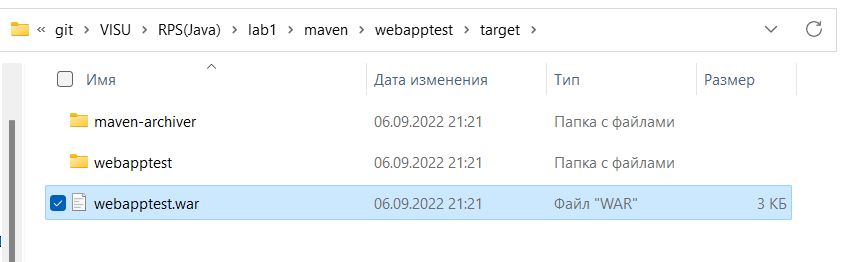 « git > VISU > RPS(Java) > lab1 > maven > webapptest > target >
Имя Дата изменения Тип Размер
maven-archiver 06.09.2022 21:21 Папка с файлами
webapptest 06.09.2022 21:21 Папка с файлами
webapptest.war 06.09.2022 21:21 Файл "WAR" 3 КБ